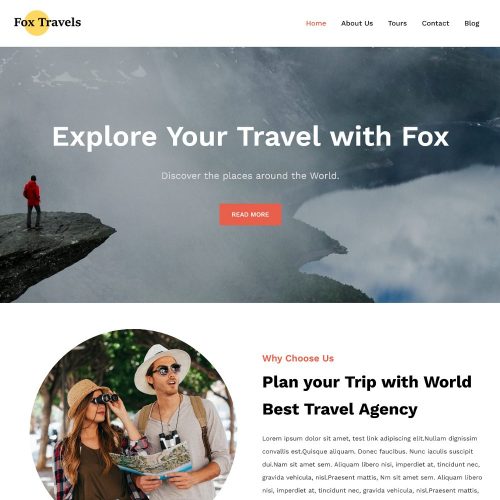 Fox Travels
Home About Us Tours Contact Blog
Explore Your Travel with Fox
Discover the places around the World.
READ MORE
Why Choose Us
Plan your Trip with World
Best Travel Agency
Lorem ipsum dolor sit amet, test link adipiscing elit.Nullam dignissim
convallis est.Quisque aliquam. Donec faucibus. Nunc iaculis suscipit
dui.Nam sit amet sem. Aliquam libero nisi, imperdiet at, tincidunt nec,
gravida vehicula, nisl.Praesent mattis, Nm sit amet sem. Aliquam libero
nisi, imperdiet at, tincidunt nec, gravida vehicula, nisl.Praesent mattis,